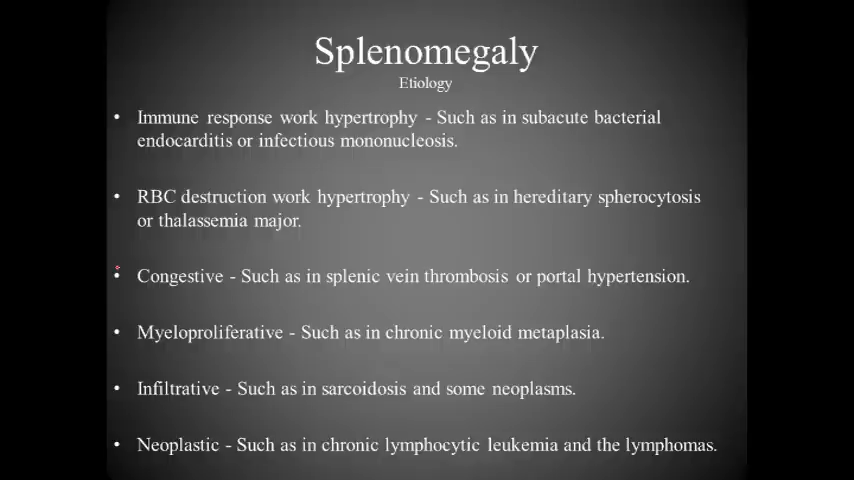 Splenomegaly
Etiology
• Immune response work hypertrophy - Such as in subacute bacterial
endocarditis or infectious mononucleosis.
• RBC destruction work hypertrophy - Such as in hereditary spherocytosis
or thalassemia major.
• Congestive - Such as in splenic vein thrombosis or portal hypertension.
• Myeloproliferative - Such as in chronic myeloid metaplasia.
• Infiltrative - Such as in sarcoidosis and some neoplasms.
• Neoplastic - Such as in chronic lymphocytic leukemia and the lymphomas.